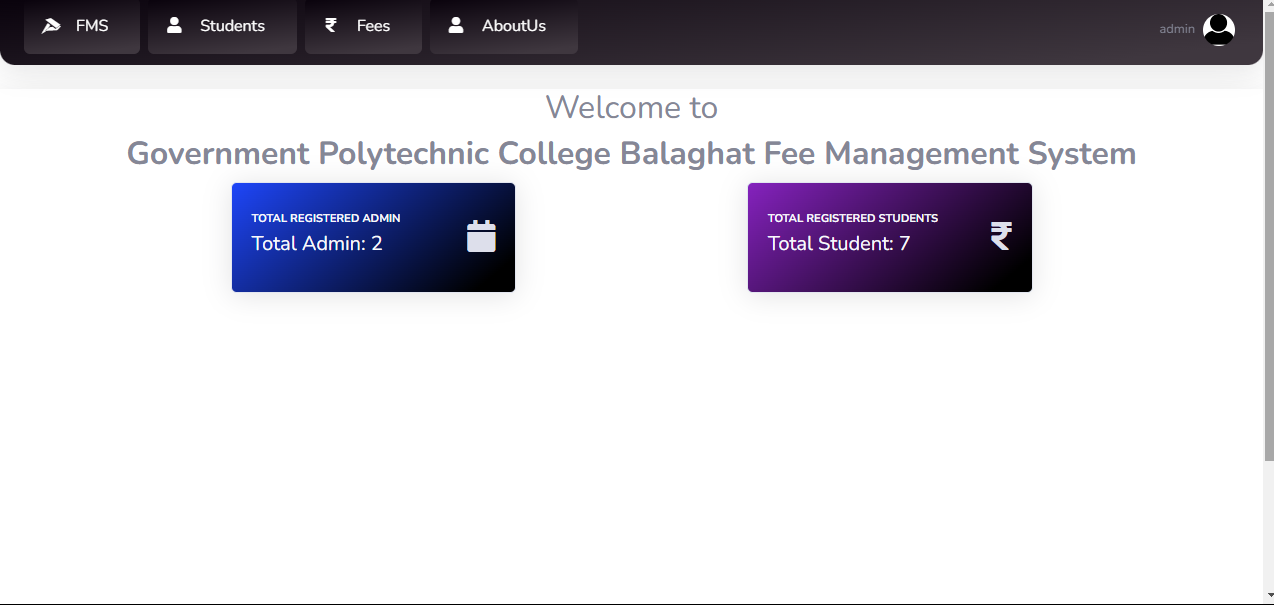 FMS Students Fees AboutUs admin
Welcome to
Government Polytechnic College Balaghat Fee Management System
TOTAL REGISTERED ADMIN
Total Admin: 2
TOTAL REGISTERED STUDENTS
Total Student: 7